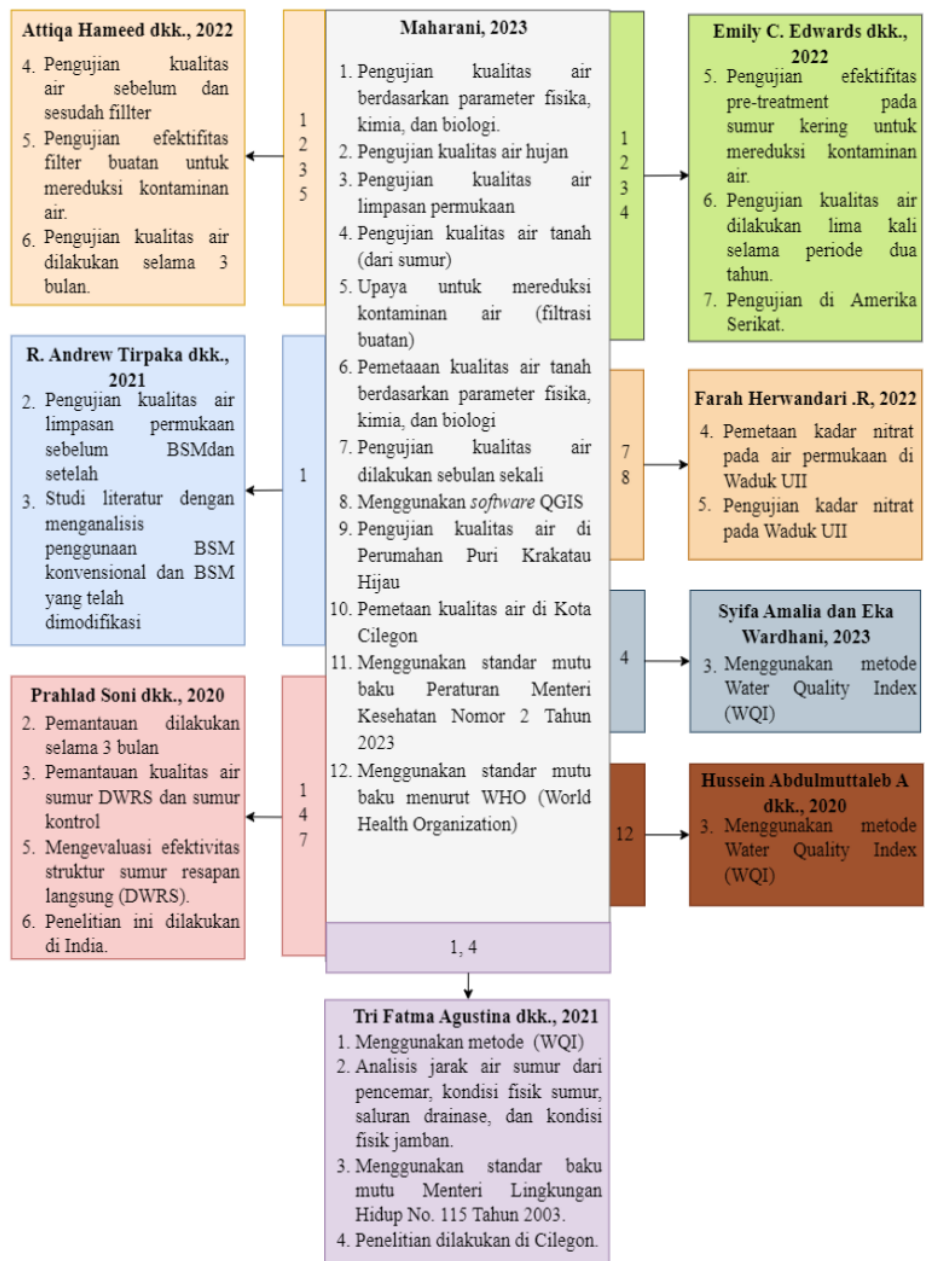 Attiqa Hameed dkk., 2022
4. Pengujian kualitas
air sebelum dan
sesudah fillter
5. Pengujian efektifitas
filter buatan untuk
mereduksi kontaminan
air.
6. Pengujian kualitas air
dilakukan selama 3
bulan.
1
2
3
5
R. Andrew Tirpaka dkk.,
2021
2. Pengujian kualitas air
limpasan permukaan
sebelum BSMdan
setelah
3. Studi literatur dengan
menganalisis
penggunaan BSM
konvensional dan BSM
yang telah
dimodifikasi
1
Prahlad Soni dkk., 2020
2. Pemantauan dilakukan
selama 3 bulan
3. Pemantauan kualitas air
sumur DWRS dan sumur
kontrol
5. Mengevaluasi efektivitas
struktur sumur resapan
langsung (DWRS).
6. Penelitian ini dilakukan
di India.
1
4
7
Maharani, 2023
1. Pengujian kualitas air
berdasarkan parameter fisika,
kimia, dan biologi.
2. Pengujian kualitas air hujan
3. Pengujian kualitas air
limpasan permukaan
4. Pengujian kualitas air tanah
(dari sumur)
5. Upaya untuk mereduksi
kontaminan air (filtrasi
buatan)
6. Pemetaaan kualitas air tanah
berdasarkan parameter fisika,
kimia, dan biologi
7. Pengujian kualitas air
dilakukan sebulan sekali
8. Menggunakan software QGIS
9. Pengujian kualitas air di
Perumahan Puri Krakatau
Hijau
10. Pemetaan kualitas air di Kota
Cilegon
11. Menggunakan standar mutu
baku Peraturan Menteri
Kesehatan Nomor 2 Tahun
2023
12. Menggunakan standar mutu
baku menurut WHO (World
Health Organization)
1
2
3
4
Emily C. Edwards dkk.,
2022
5. Pengujian efektifitas
pre-treatment pada
sumur kering untuk
mereduksi kontaminan
air.
6. Pengujian kualitas air
dilakukan lima kali
selama periode dua
tahun.
7. Pengujian di Amerika
Serikat.
7
8
Farah Herwandari .R, 2022
4. Pemetaan kadar nitrat
pada air permukaan di
Waduk UII
5. Pengujian kadar nitrat
pada Waduk UII
4
Syifa Amalia dan Eka
Wardhani, 2023
3. Menggunakan metode
Water Quality Index
(WQI)
12
Hussein Abdulmuttaleb A
dkk., 2020
3. Menggunakan metode
Water Quality Index
(WQI)
1, 4
Tri Fatma Agustina dkk., 2021
1. Menggunakan metode (WQI)
2. Analisis jarak air sumur dari
pencemar, kondisi fisik sumur,
saluran drainase, dan kondisi
fisik jamban.
3. Menggunakan standar baku
mutu Menteri Lingkungan
Hidup No. 115 Tahun 2003.
4. Penelitian dilakukan di Cilegon.